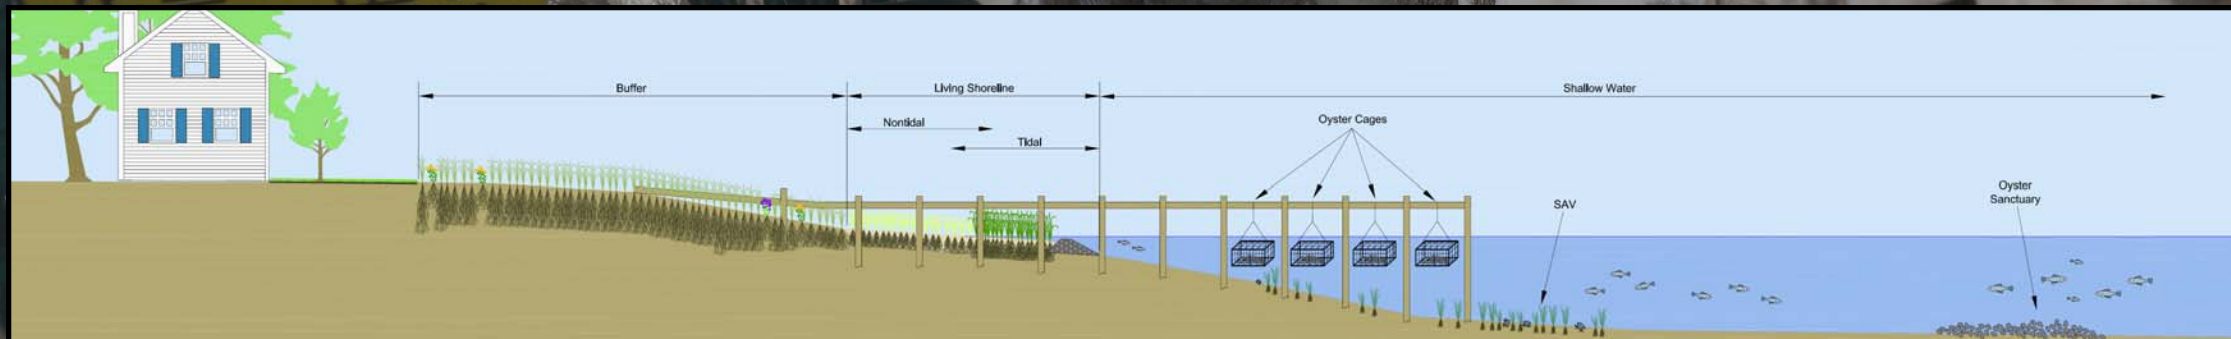 Buffer
Living Shoreline
Shallow Water
Nontidal
Tidal
Oyster Cages
SAV
Oyster
Sanctuary